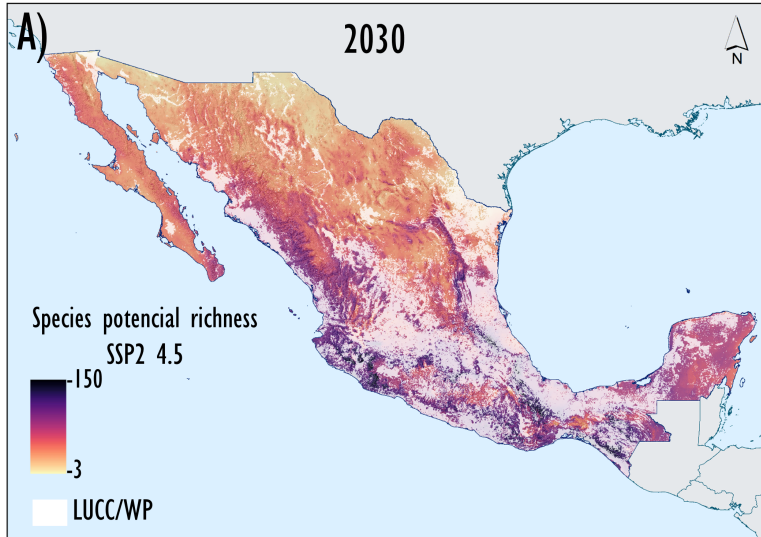 A)
2030
N
Species potencial richness
SSP2 4.5
-150
-3
LUCC/WP